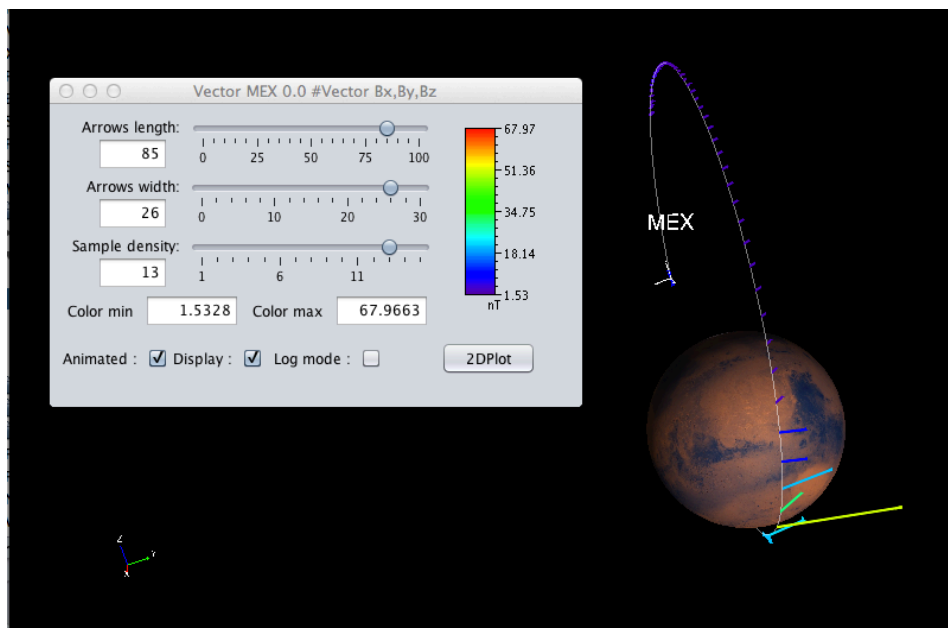 Vector MEX 0.0 #Vector Bx,By,Bz
Arrows length:
85
0 25 50 75 100
Arrows width:
26
0 10 20 30
Sample density:
13
1 6 11
67.97
51.36
34.75
18.14
1.53
nT
Color min 1.5328 Color max 67.9663
Animated : Display : Log mode : 2DPlot
MEX
Z
Y
X